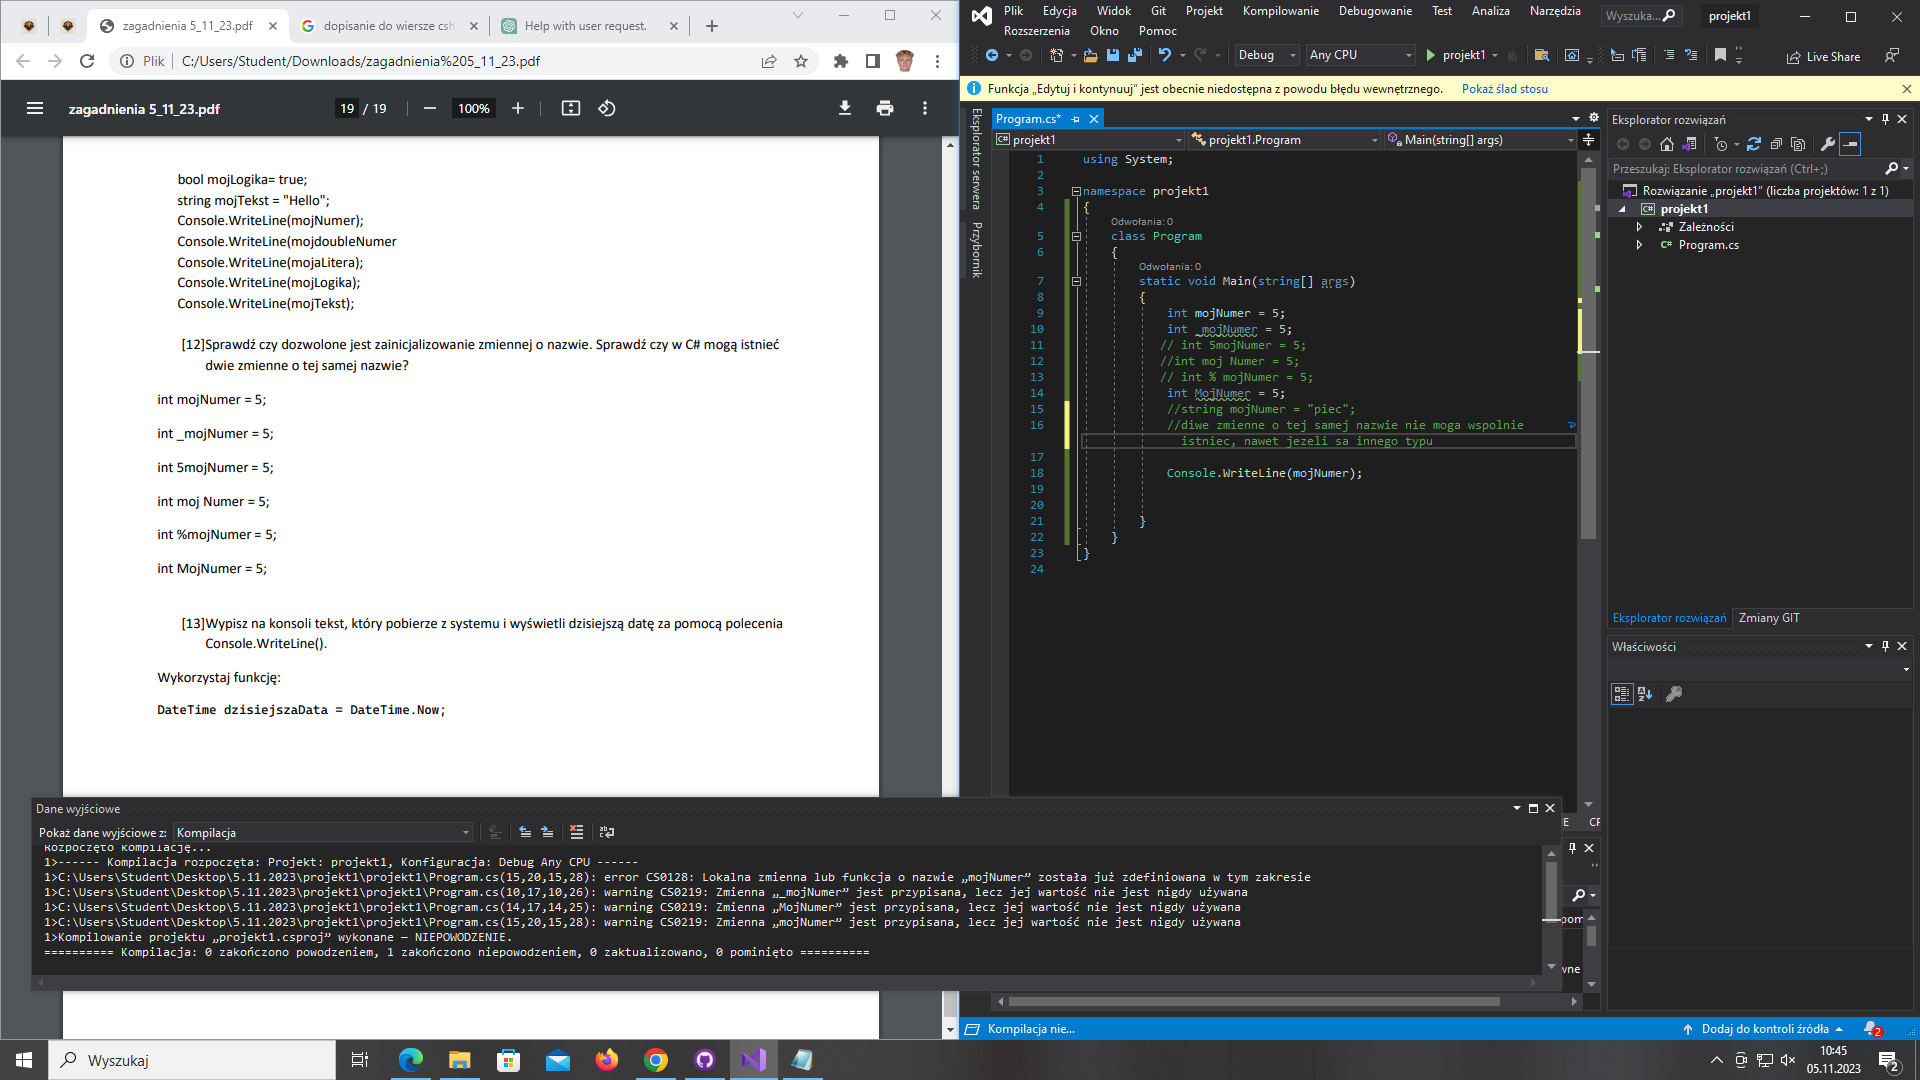 zagadnienia 5_11_23.pdf
dopisanie do wiersze csh
Help with user request.
Plik
C:/Users/Student/Downloads/zagadnienia%205_11_23.pdf
zagadnienia 5_11_23.pdf
19 / 19
100%
bool mojLogika= true;
string mojTekst = "Hello";
Console.WriteLine(mojNumer);
Console.WriteLine(mojdoubleNumer
Console.WriteLine(mojaLitera);
Console.WriteLine(mojLogika);
Console.WriteLine(mojTekst);
[12]Sprawdź czy dozwolone jest zainicjalizowanie zmiennej o nazwie. Sprawdź czy w C# mogą istnieć
dwie zmienne o tej samej nazwie?
int mojNumer = 5;
int _mojNumer = 5;
int 5mojNumer = 5;
int moj Numer = 5;
int %mojNumer = 5;
int MojNumer = 5;
[13]Wypisz na konsoli tekst, który pobierze z systemu i wyświetli dzisiejszą datę za pomocą polecenia
Console.WriteLine().
Wykorzystaj funkcję:
DateTime dzisiejszaData = DateTime.Now;
Plik Edycja Widok Git Projekt Kompilowanie Debugowanie Test Analiza Narzędzia
Wyszuka...
projekt1
Rozszerzenia Okno Pomoc
Debug
Any CPU
projekt1
Live Share
Funkcja „Edytuj i kontynuuj” jest obecnie niedostępna z powodu błędu wewnętrznego. Pokaż ślad stosu
Eksplorator serwera
Przybornik
Program.cs*
projekt1
projekt1.Program
Main(string[] args)
1 using System;
2
3 namespace projekt1
4 {
Odwołania: 0
5 class Program
6 {
Odwołania: 0
7 static void Main(string[] args)
8 {
9 int mojNumer = 5;
10 int _mojNumer = 5;
11 // int 5mojNumer = 5;
12 //int moj Numer = 5;
13 // int % mojNumer = 5;
14 int MojNumer = 5;
15 //string mojNumer = "piec";
16 //diwe zmienne o tej samej nazwie nie moga wspolnie
istniec, nawet jezeli sa innego typu
17
18 Console.WriteLine(mojNumer);
19
20
21 }
22 }
23 }
24
Eksplorator rozwiązań
Przeszukaj: Eksplorator rozwiązań (Ctrl+;)
Rozwiązanie „projekt1” (liczba projektów: 1 z 1)
projekt1
Zależności
Program.cs
Eksplorator rozwiązań
Zmiany GIT
Właściwości
Dane wyjściowe
Pokaż dane wyjściowe z: Kompilacja
Rozpoczęto kompilację...
1>------ Kompilacja rozpoczęta: Projekt: projekt1, Konfiguracja: Debug Any CPU ------
1>C:\Users\Student\Desktop\5.11.2023\projekt1\projekt1\Program.cs(15,20,15,28): error CS0128: Lokalna zmienna lub funkcja o nazwie „mojNumer” została już zdefiniowana w tym zakresie
1>C:\Users\Student\Desktop\5.11.2023\projekt1\projekt1\Program.cs(10,17,10,26): warning CS0219: Zmienna „_mojNumer” jest przypisana, lecz jej wartość nie jest nigdy używana
1>C:\Users\Student\Desktop\5.11.2023\projekt1\projekt1\Program.cs(14,17,14,25): warning CS0219: Zmienna „MojNumer” jest przypisana, lecz jej wartość nie jest nigdy używana
1>C:\Users\Student\Desktop\5.11.2023\projekt1\projekt1\Program.cs(15,20,15,28): warning CS0219: Zmienna „mojNumer” jest przypisana, lecz jej wartość nie jest nigdy używana
1>Kompilowanie projektu „projekt1.csproj” wykonane — NIEPOWODZENIE.
========== Kompilacja: 0 zakończono powodzeniem, 1 zakończono niepowodzeniem, 0 zaktualizowano, 0 pominięto ==========
Kompilacja nie...
Dodaj do kontroli źródła
2
Wyszukaj
10:45
05.11.2023
2